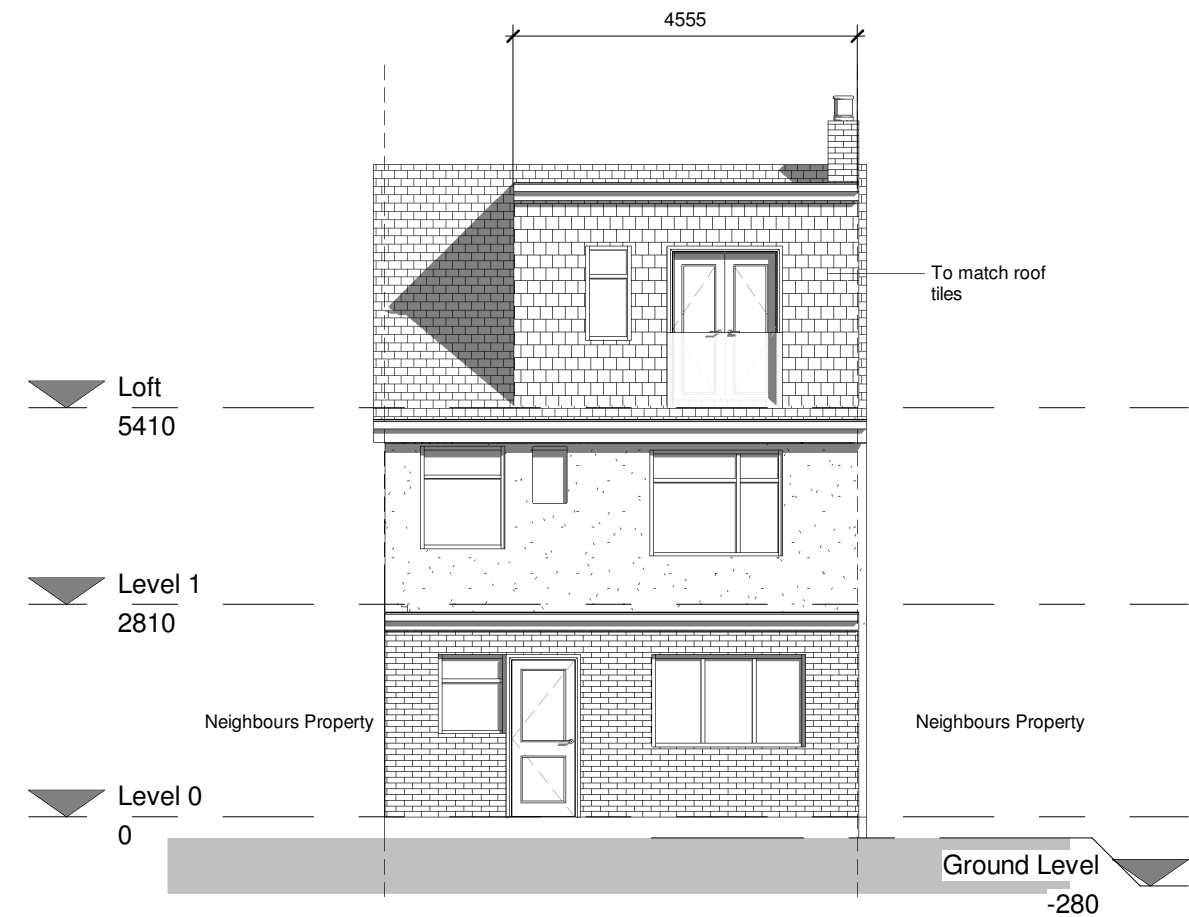 4555
To match roof
tiles
Loft
5410
Level 1
2810
Neighbours Property
Neighbours Property
Level 0
0
Ground Level
-280